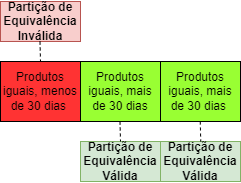 Partição de
Equivalência
Inválida
Produtos
iguais, menos
de 30 dias
Produtos
iguais, mais
de 30 dias
Produtos
iguais, mais
de 30 dias
Partição de
Equivalência
Válida
Partição de
Equivalência
Válida